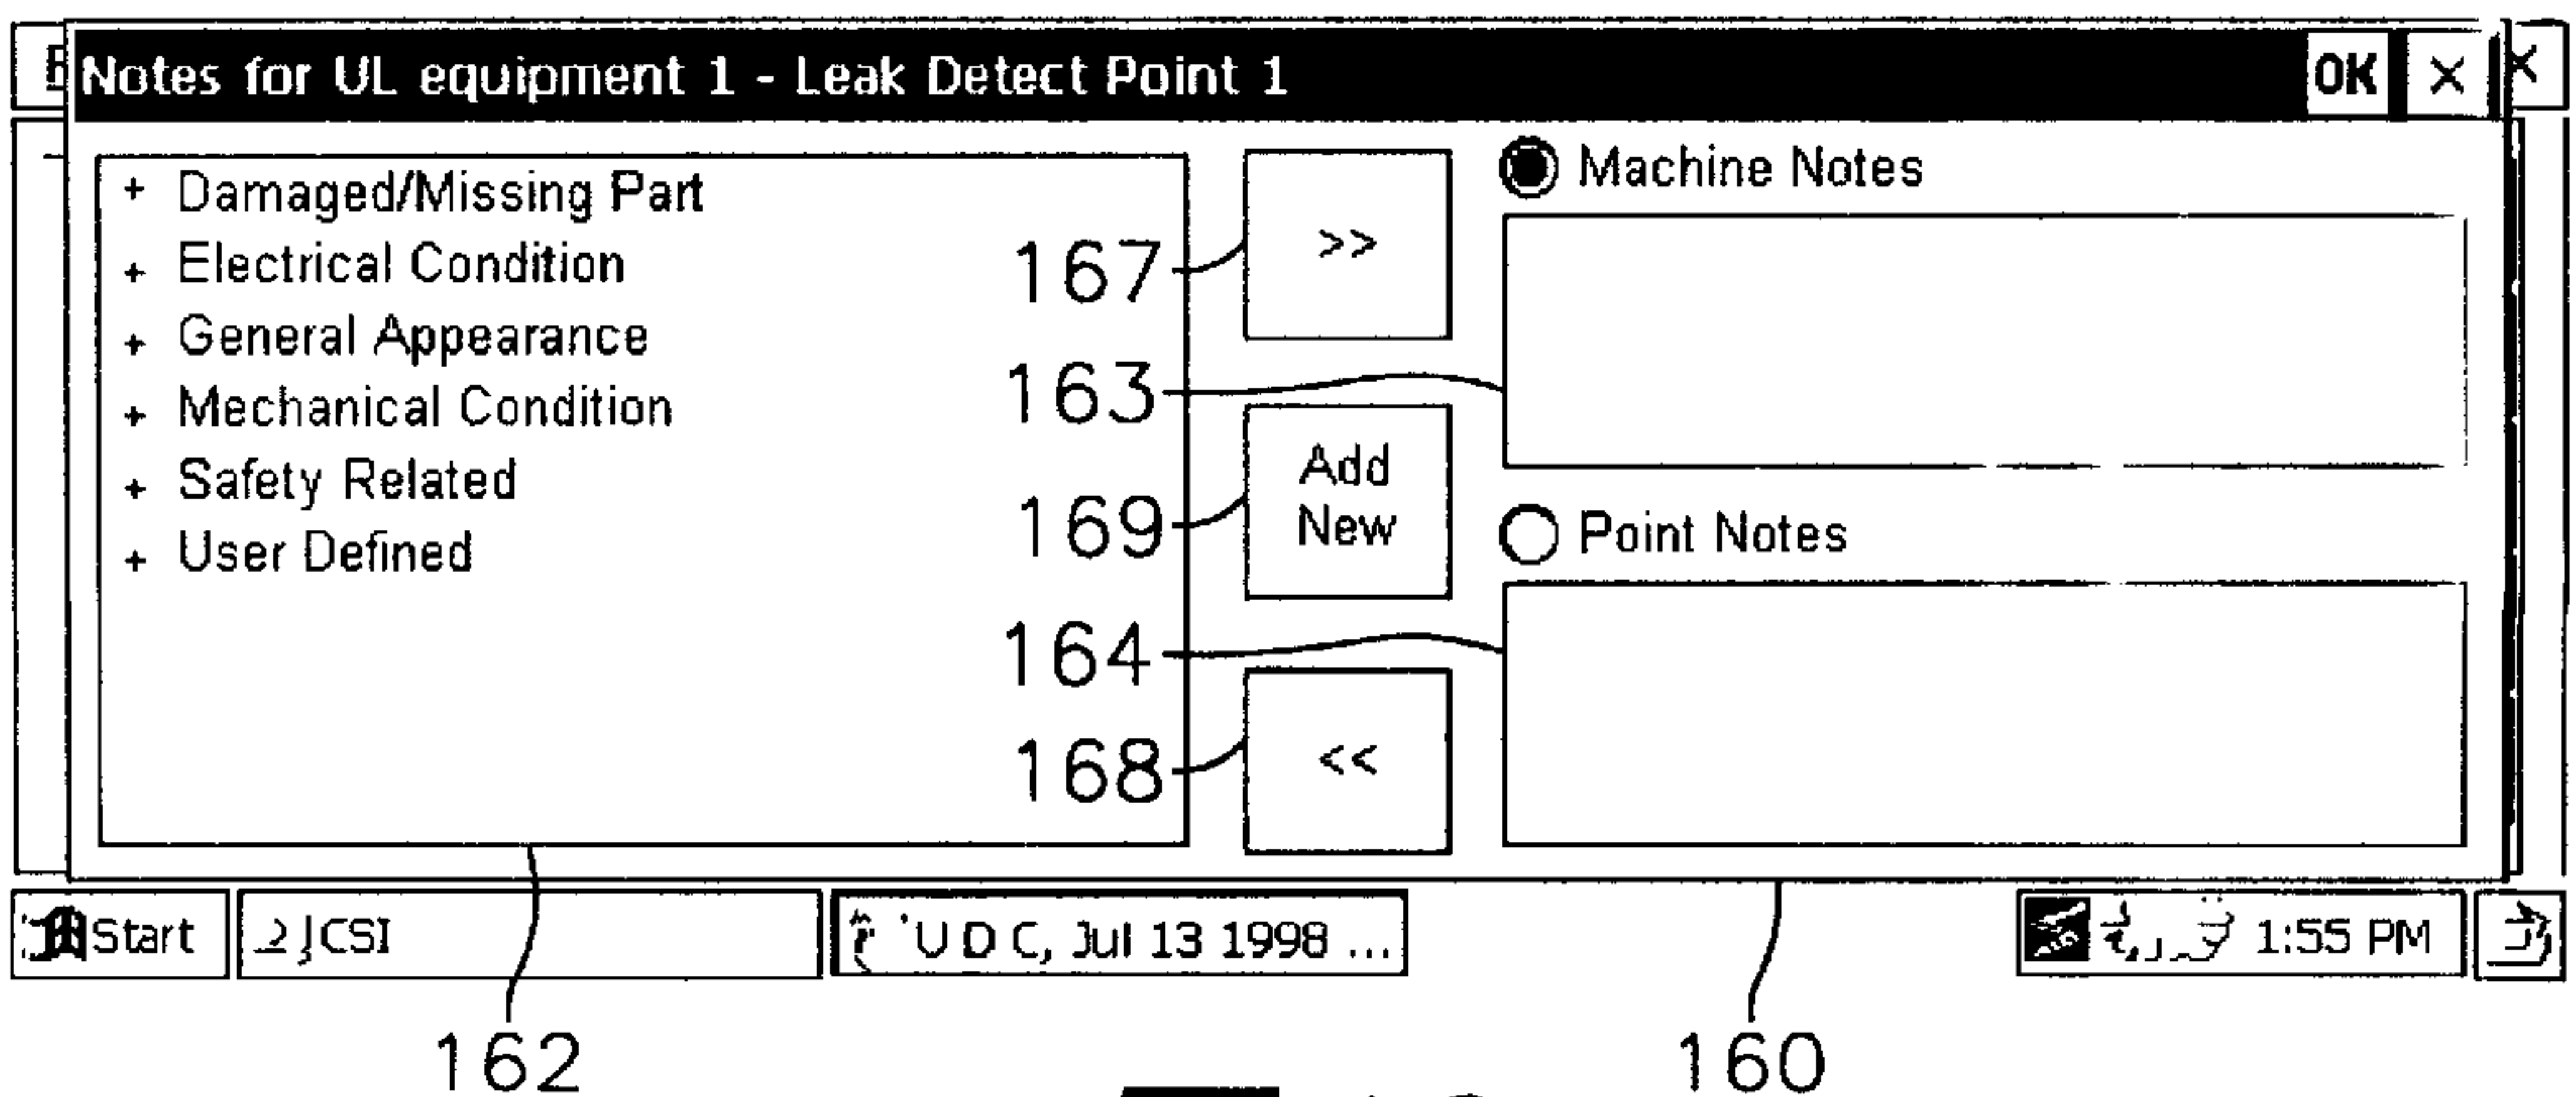 Notes for UL equipment 1 - Leak Detect Point 1 OK X
+ Damaged/Missing Part
+ Electrical Condition
+ General Appearance
+ Mechanical Condition
+ Safety Related
+ User Defined
167
>>
163
169
Add
New
164
168
<<
Machine Notes
Point Notes
Start
CSI
U D C, Jul 13 1998 ...
1:55 PM
162
160